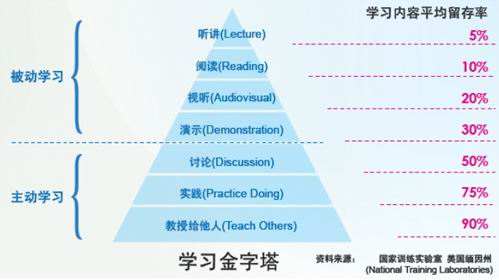 学习内容平均留存率
听讲(Lecture)
5%
阅读(Reading)
10%
被动学习
视听(Audiovisual)
20%
演示(Demonstration)
30%
讨论(Discussion)
50%
主动学习
实践(Practice Doing)
75%
教授给他人(Teach Others)
90%
学习金字塔
资料来源： 国家训练实验室 美国缅因州
(National Training Laboratories)